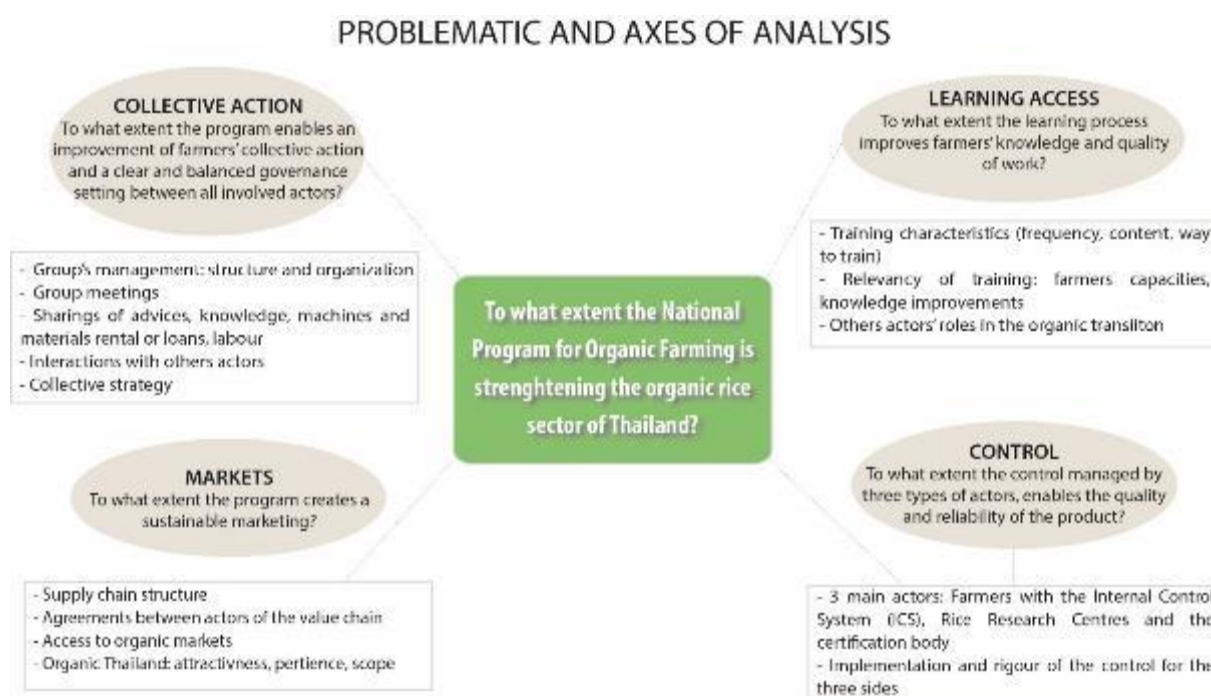 PROBLEMATIC AND AXES OF ANALYSIS
COLLECTIVE ACTION
To what extent the program enables an
improvement of farmers' collective action
and a clear and balanced governance
setting between all involved actors?
- Group's management: structure and organization
- Group meetings
- Sharings of advices, knowledge, machines and
materials rental or loans, labour
- Interactions with others actors
- Collective strategy
LEARNING ACCESS
To what extent the learning process
improves farmers' knowledge and quality
of work?
- Training characteristics (frequency, content, way
to train)
- Relevancy of training: farmers capacities,
knowledge improvements
- Others actors' roles in the organic transiiton
To what extent the National
Program for Organic Farming is
strenghtening the organic rice
sector of Thailand?
MARKETS
To what extent the program creates a
sustainable marketing?
- Supply chain structure
- Agreements between actors of the value chain
- Access to organic markets
- Organic Thailand: attractivness, pertience, scope
CONTROL
To what extent the control managed by
three types of actors, enables the quality
and reliability of the product?
- 3 main actors: Farmers with the Internal Control
System (ICS), Rice Research Centres and the
certification body
- Implementation and rigour of the control for the
three sides